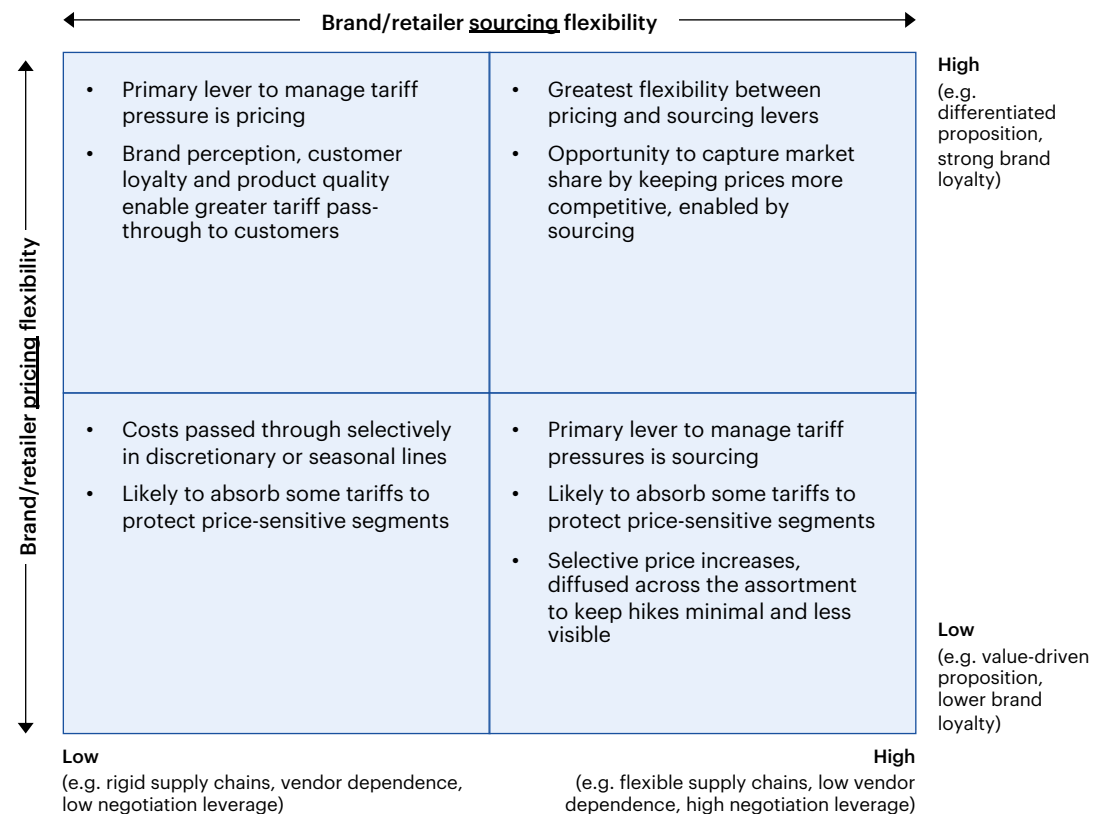 Brand/retailer sourcing flexibility
Brand/retailer pricing flexibility
• Primary lever to manage tariff
pressure is pricing
• Brand perception, customer
loyalty and product quality
enable greater tariff pass-
through to customers
• Greatest flexibility between
pricing and sourcing levers
• Opportunity to capture market
share by keeping prices more
competitive, enabled by
sourcing
High
(e.g.
differentiated
proposition,
strong brand
loyalty)
• Costs passed through selectively
in discretionary or seasonal lines
• Likely to absorb some tariffs to
protect price-sensitive segments
• Primary lever to manage tariff
pressures is sourcing
• Likely to absorb some tariffs to
protect price-sensitive segments
• Selective price increases,
diffused across the assortment
to keep hikes minimal and less
visible
Low
(e.g. value-driven
proposition,
lower brand
loyalty)
Low
(e.g. rigid supply chains, vendor dependence,
low negotiation leverage)
High
(e.g. flexible supply chains, low vendor
dependence, high negotiation leverage)